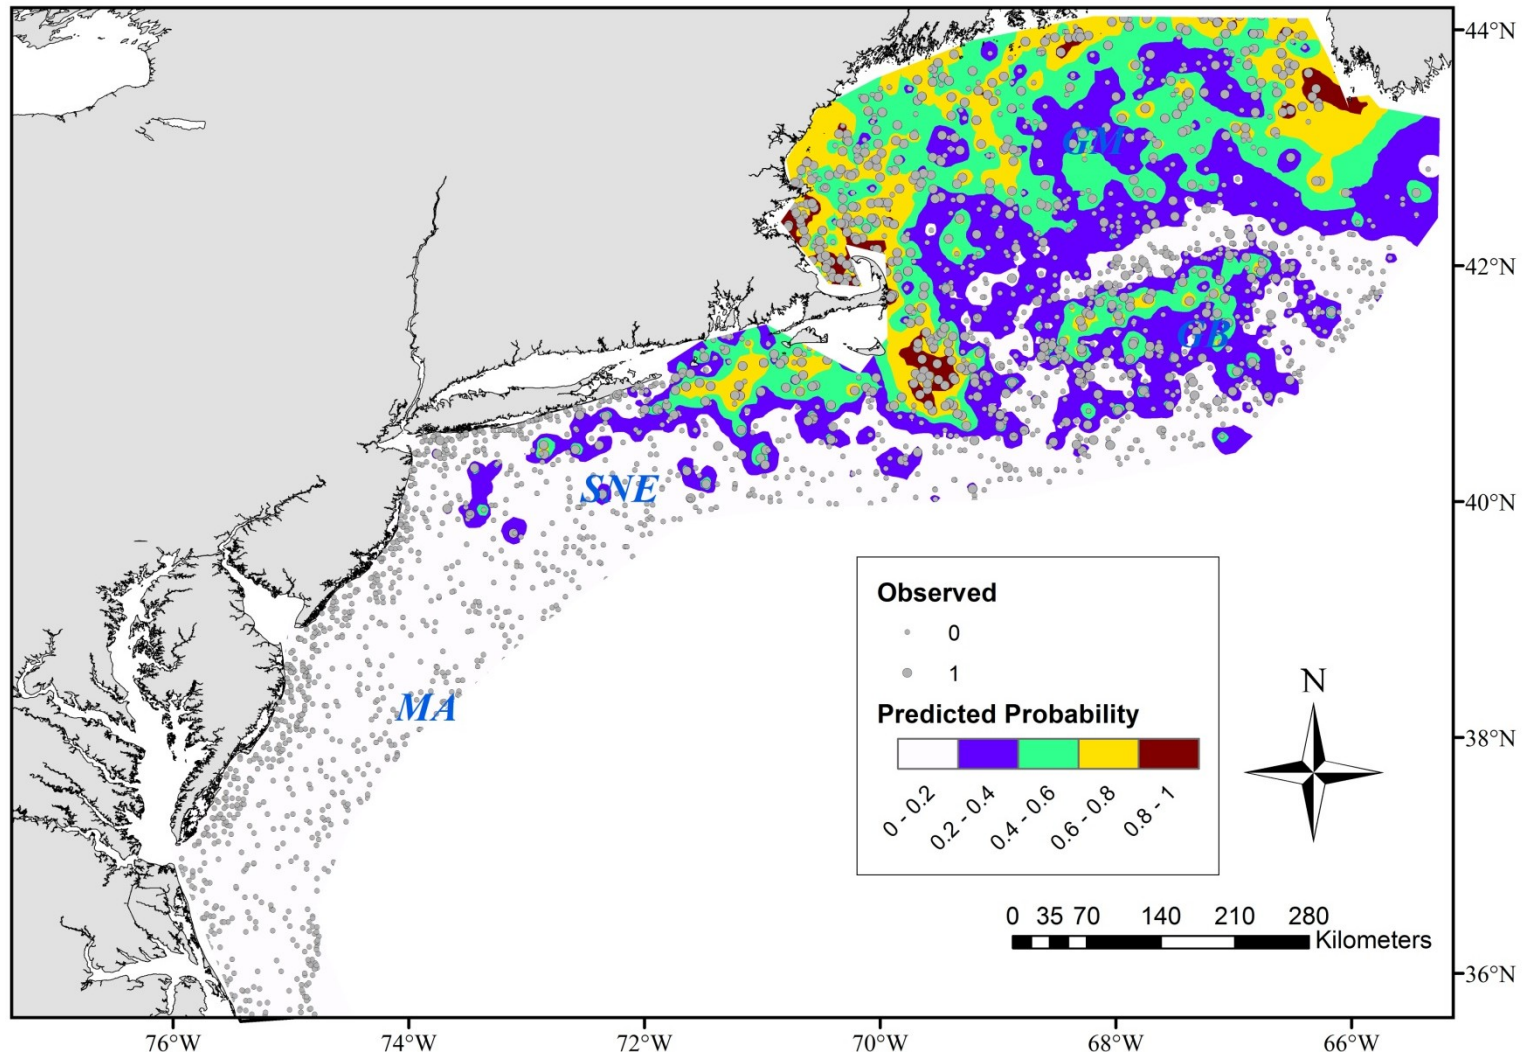 44°N
GM
42°N
GB
SNE
40°N
Observed
0
1
MA
Predicted Probability
N
38°N
0 - 0.2
0.2 - 0.4
0.4 - 0.6
0.6 - 0.8
0.8 - 1
0 35 70 140 210 280
Kilometers
36°N
76°W 74°W 72°W 70°W 68°W 66°W